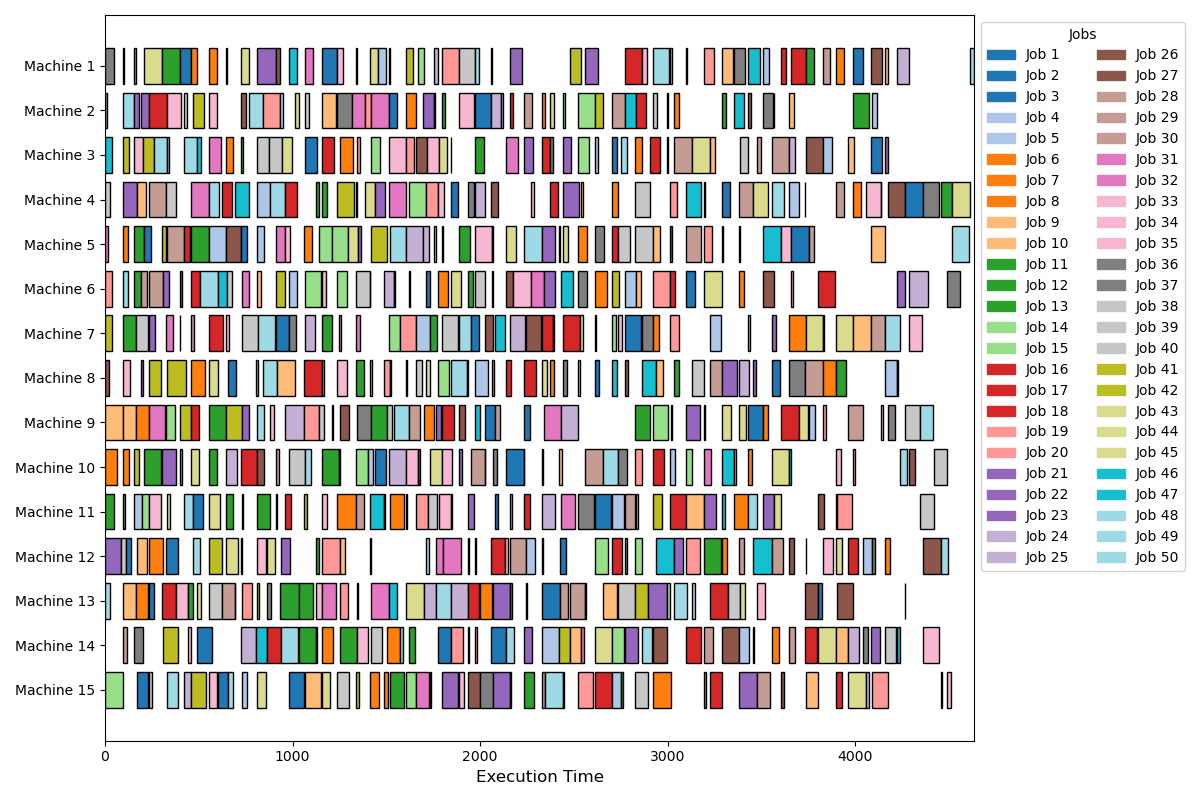 Machine 1
Machine 2
Machine 3
Machine 4
Machine 5
Machine 6
Machine 7
Machine 8
Machine 9
Machine 10
Machine 11
Machine 12
Machine 13
Machine 14
Machine 15
0 1000 2000 3000 4000
Execution Time
Jobs
Job 1
Job 2
Job 3
Job 4
Job 5
Job 6
Job 7
Job 8
Job 9
Job 10
Job 11
Job 12
Job 13
Job 14
Job 15
Job 16
Job 17
Job 18
Job 19
Job 20
Job 21
Job 22
Job 23
Job 24
Job 25
Job 26
Job 27
Job 28
Job 29
Job 30
Job 31
Job 32
Job 33
Job 34
Job 35
Job 36
Job 37
Job 38
Job 39
Job 40
Job 41
Job 42
Job 43
Job 44
Job 45
Job 46
Job 47
Job 48
Job 49
Job 50